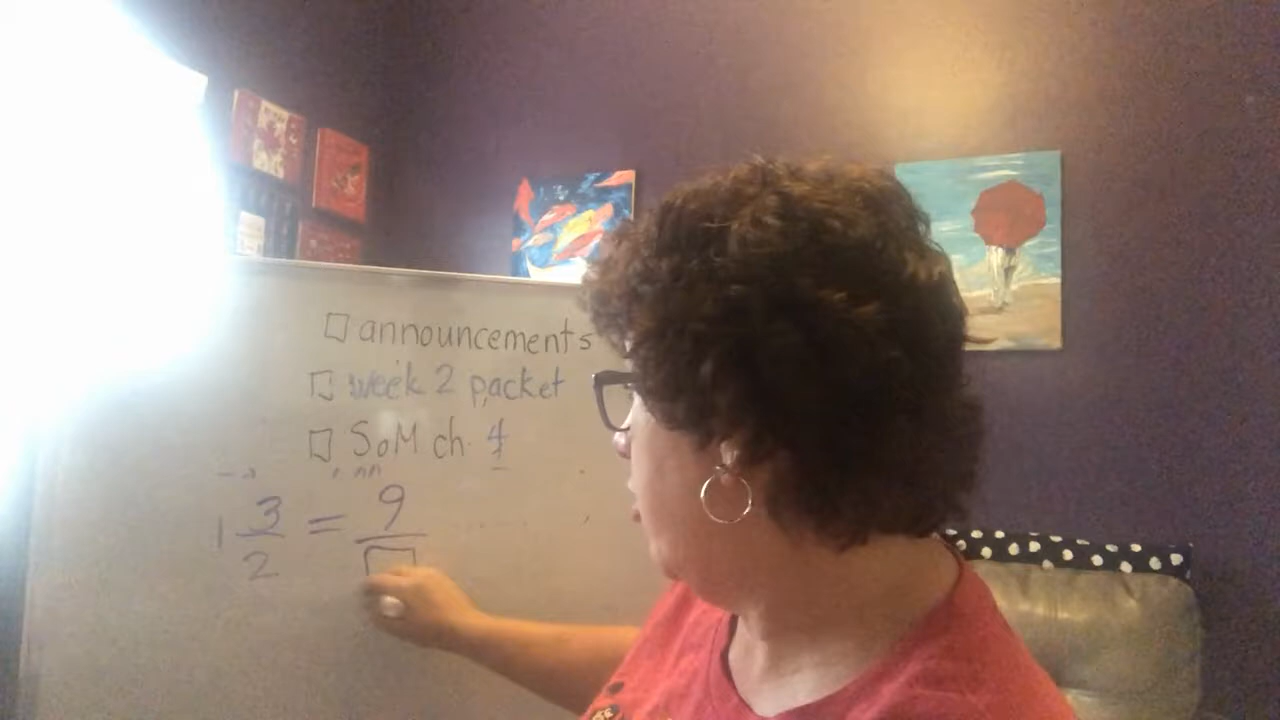 ☐ announcements
☐ week 2 packet
☐ SoM ch. 4
1 3/2 = 9/☐